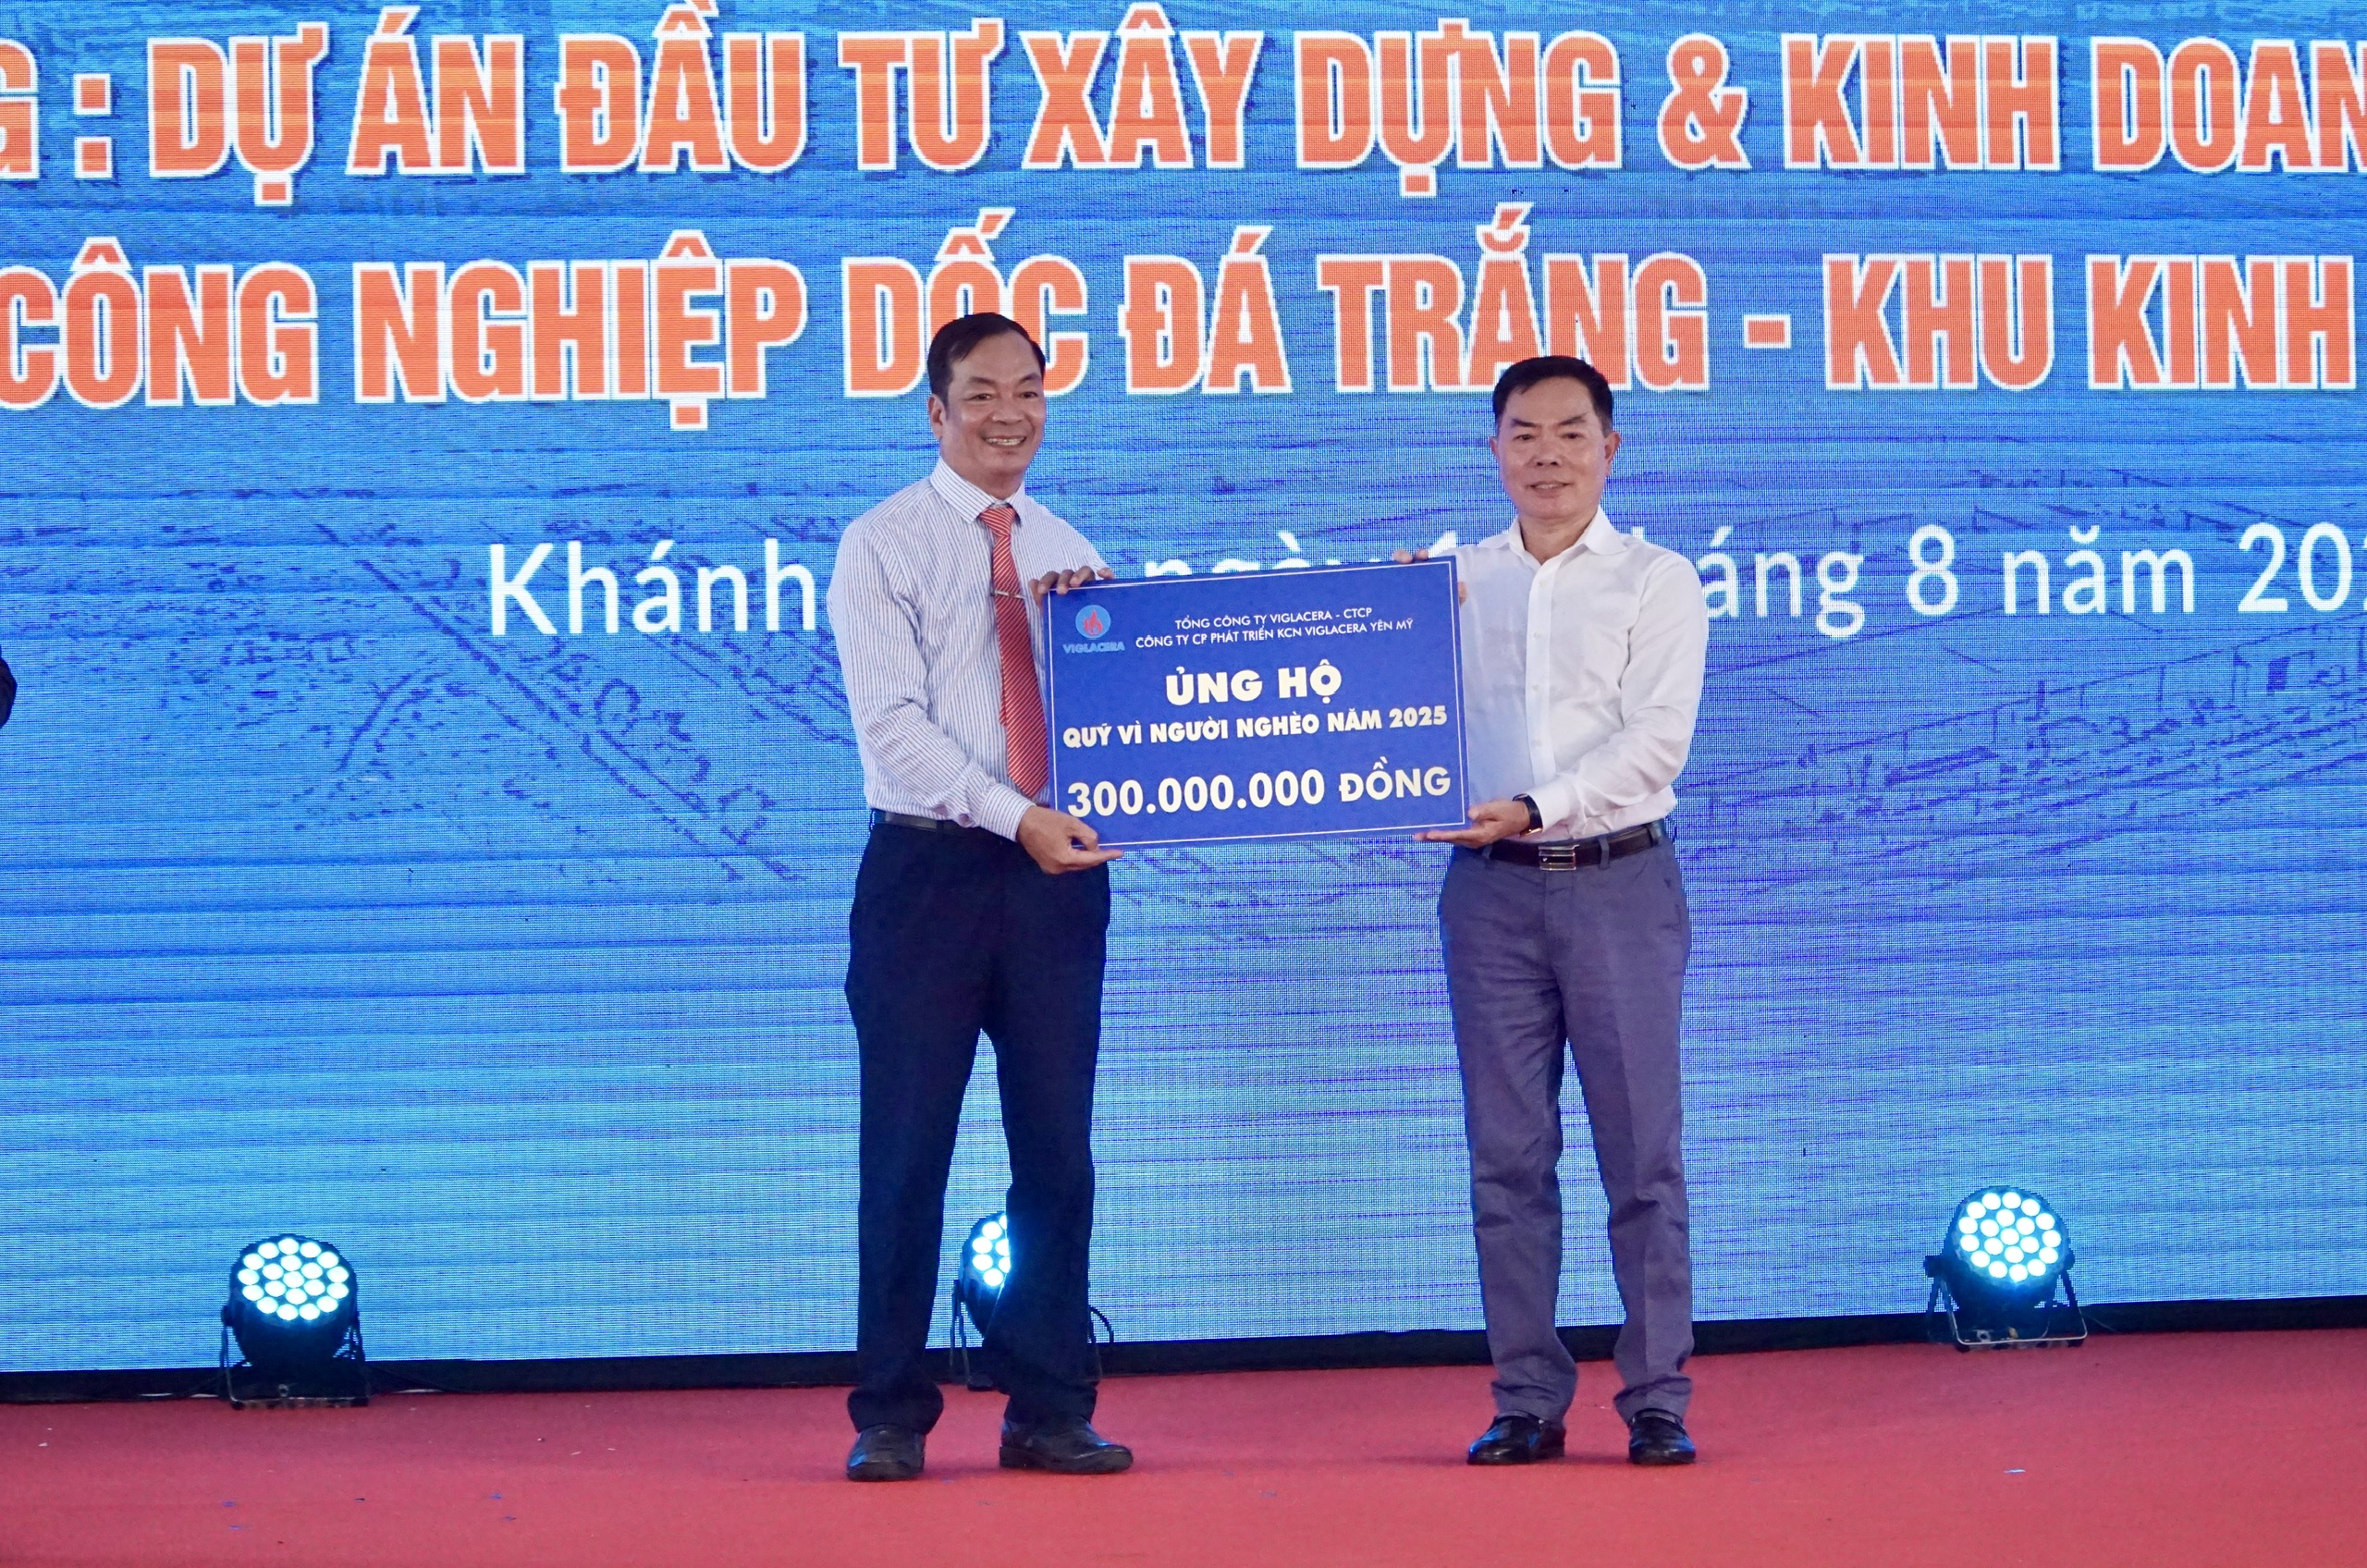 : DỰ ÁN ĐẦU TƯ XÂY DỰNG & KINH DOAN
CÔNG NGHIỆP DỐC ĐÁ TRẮNG - KHU KINH
Khánh ngày tháng 8 năm 20
VIGLACERA
TỔNG CÔNG TY VIGLACERA - CTCP
CÔNG TY CP PHÁT TRIỂN KCN VIGLACERA YÊN MỸ
ỦNG HỘ
QUỸ VÌ NGƯỜI NGHÈO NĂM 2025
300.000.000 ĐỒNG